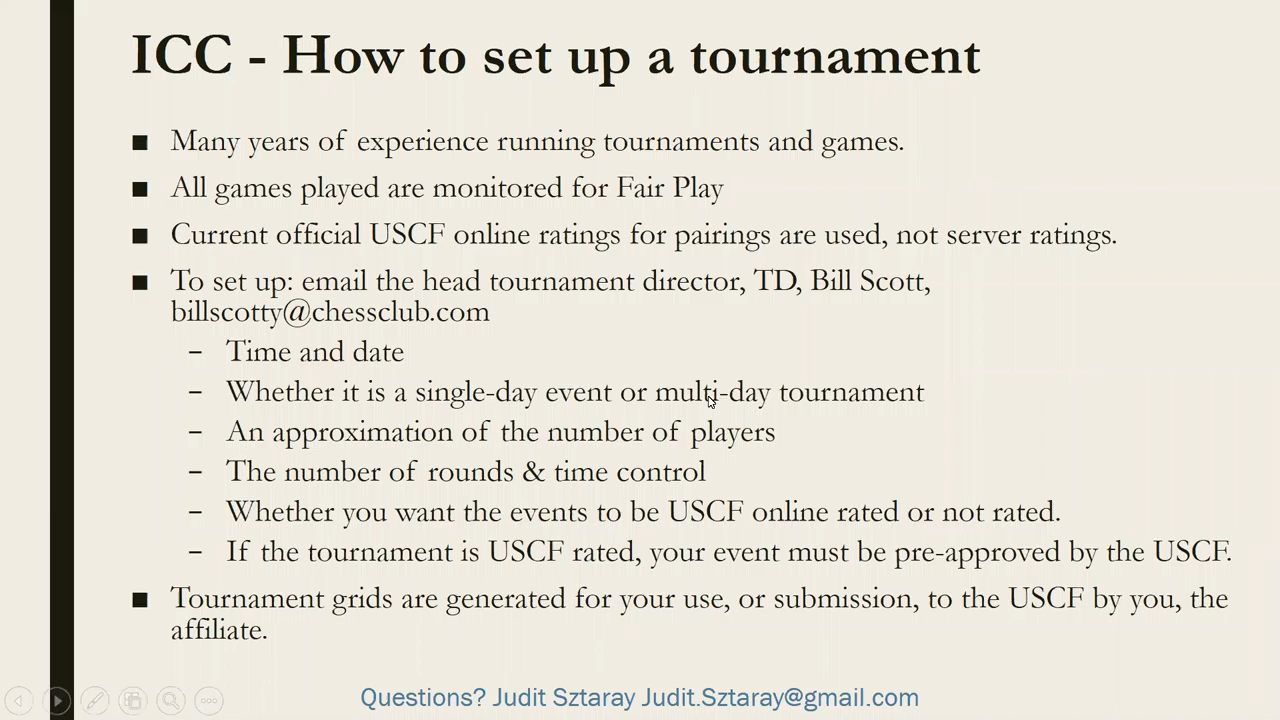 ICC - How to set up a tournament
■ Many years of experience running tournaments and games.
■ All games played are monitored for Fair Play
■ Current official USCF online ratings for pairings are used, not server ratings.
■ To set up: email the head tournament director, TD, Bill Scott,
billscotty@chessclub.com
– Time and date
– Whether it is a single-day event or multi-day tournament
– An approximation of the number of players
– The number of rounds & time control
– Whether you want the events to be USCF online rated or not rated.
– If the tournament is USCF rated, your event must be pre-approved by the USCF.
■ Tournament grids are generated for your use, or submission, to the USCF by you, the
affiliate.
Questions? Judit Sztaray Judit.Sztaray@gmail.com